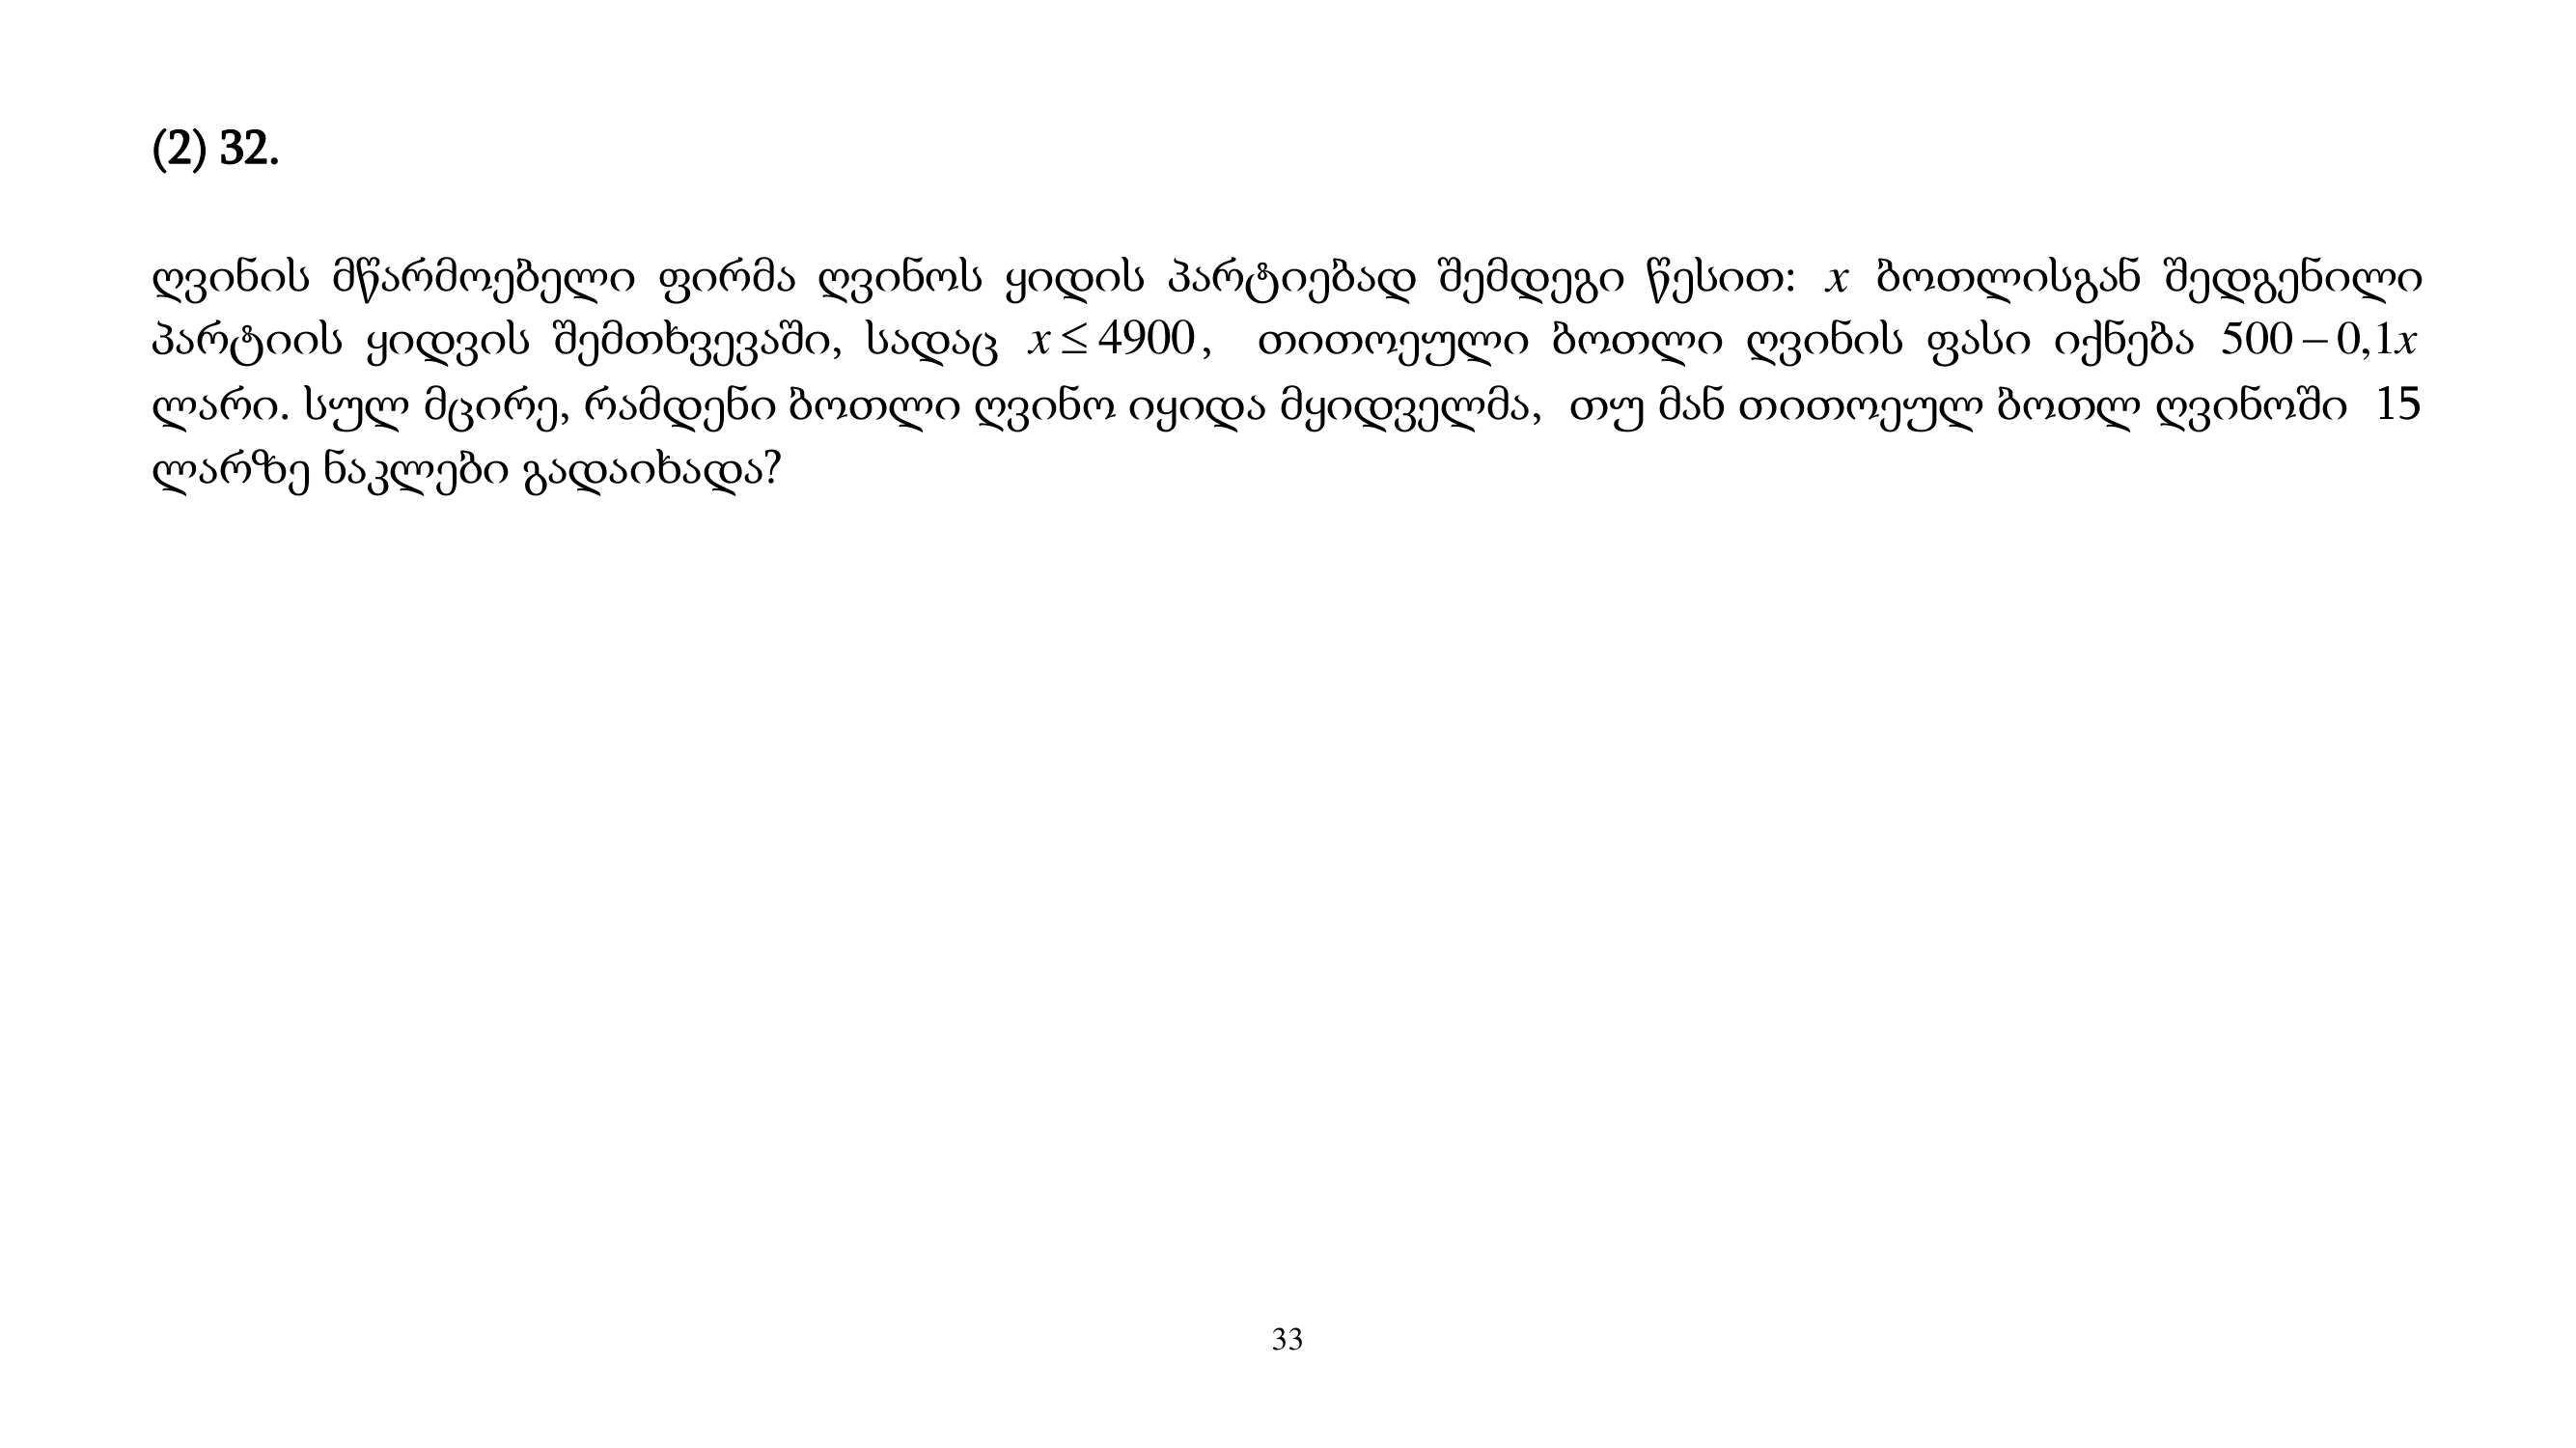 (2) 32.
ღვინის მწარმოებელი ფირმა ღვინოს ყიდის პარტიებად შემდეგი წესით: x ბოთლისგან შედგენილი
პარტიის ყიდვის შემთხვევაში, სადაც x ≤ 4900, თითოეული ბოთლი ღვინის ფასი იქნება 500 − 0,1x
ლარი. სულ მცირე, რამდენი ბოთლი ღვინო იყიდა მყიდველმა, თუ მან თითოეულ ბოთლ ღვინოში 15
ლარზე ნაკლები გადაიხადა?
33